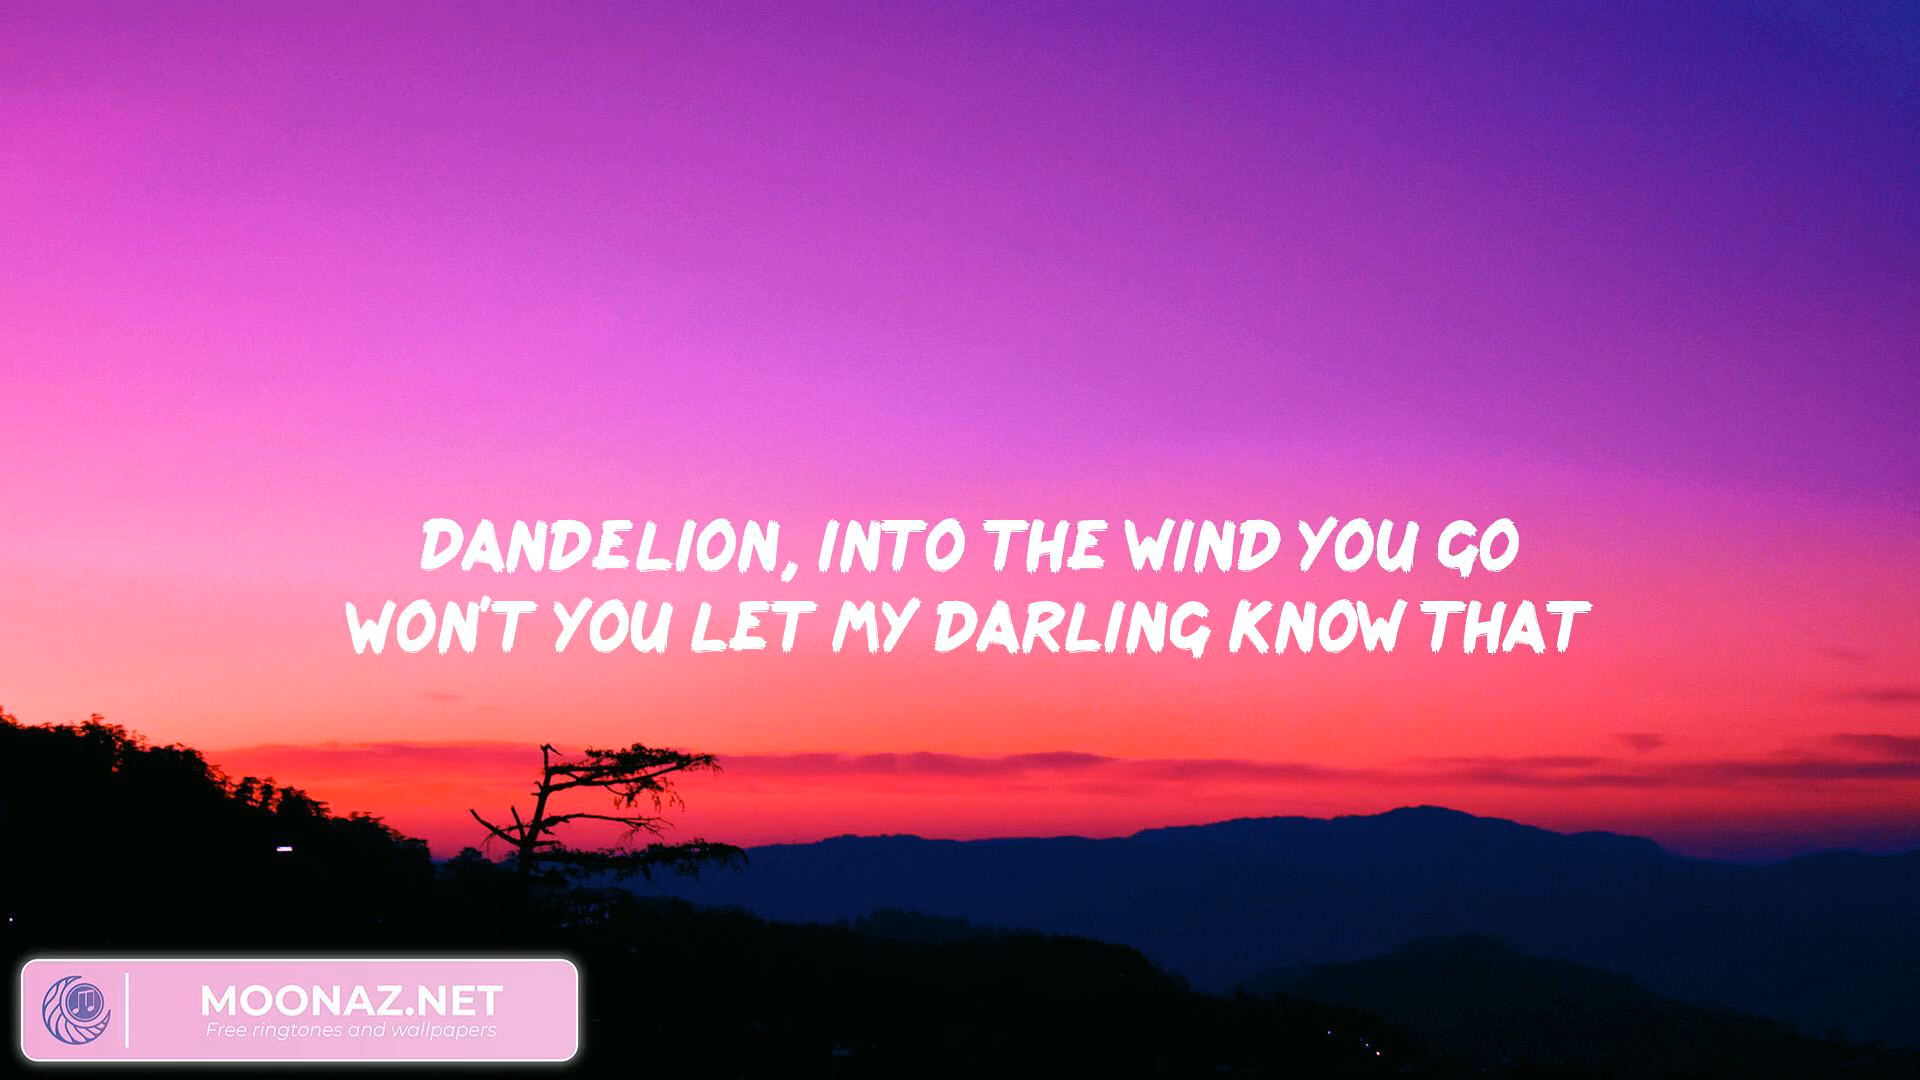 DANDELION, INTO THE WIND YOU GO
WON'T YOU LET MY DARLING KNOW THAT
MOONAZ.NET
Free ringtones and wallpapers